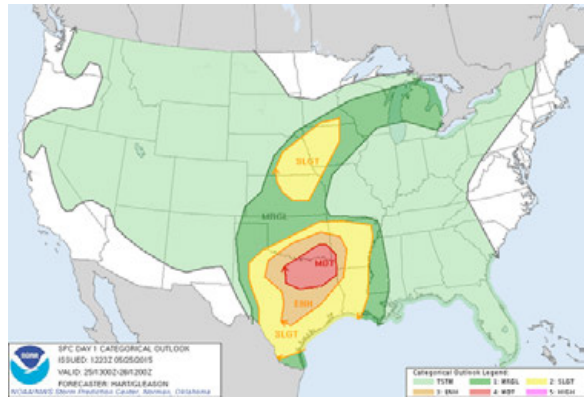 SLGT
MRGL
MDT
ENH
SLGT
SPC DAY 1 CATEGORICAL OUTLOOK
ISSUED: 1233Z 05/25/2015
VALID: 25/1300Z-26/1200Z
FORECASTER: HART/GLEASON
NOAA/NWS Storm Prediction Center, Norman, Oklahoma
Categorical Outlook Legend:
TSTM 1: MRGL 2: SLGT
3: ENH 4: MDT 5: HIGH